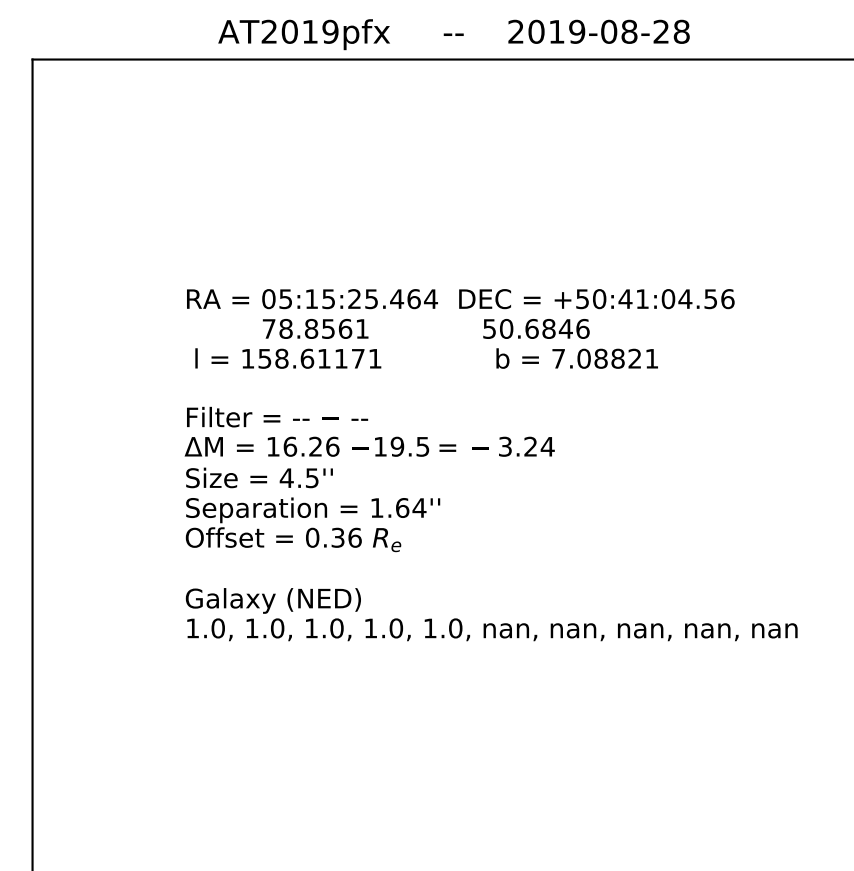 AT2019pfx -- 2019-08-28
RA = 05:15:25.464 DEC = +50:41:04.56
78.8561 50.6846
l = 158.61171 b = 7.08821
Filter = -- − --
ΔM = 16.26 −19.5 = − 3.24
Size = 4.5''
Separation = 1.64''
Offset = 0.36 Rₑ
Galaxy (NED)
1.0, 1.0, 1.0, 1.0, 1.0, nan, nan, nan, nan, nan